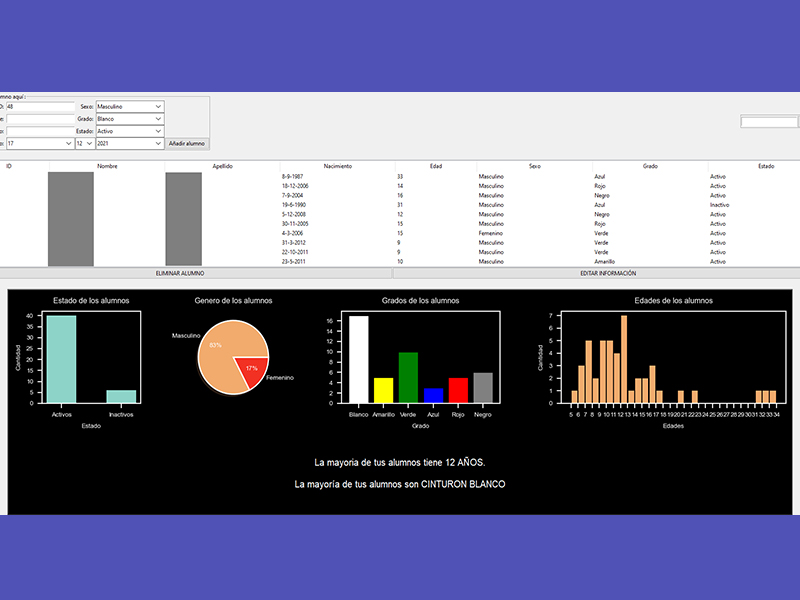 mno aquí:
D: 48 Sexo: Masculino
e: Grado: Blanco
o: Estado: Activo
o: 17 12 2021 Añadir alumno
ID Nombre Apellido Nacimiento Edad Sexo Grado Estado
8-9-1987 33 Masculino Azul Activo
18-12-2006 14 Masculino Rojo Activo
7-9-2004 16 Masculino Negro Activo
19-6-1990 31 Masculino Azul Inactivo
5-12-2008 12 Masculino Negro Activo
30-11-2005 15 Masculino Rojo Activo
4-3-2006 15 Femenino Verde Activo
31-3-2012 9 Masculino Verde Activo
22-10-2011 9 Masculino Verde Activo
23-5-2011 10 Masculino Amarillo Activo
ELIMINAR ALUMNO EDITAR INFORMACIÓN
Estado de los alumnos
40
35
30
25
20
15
10
5
0
Cantidad
Activos Inactivos
Estado
Genero de los alumnos
Masculino
83%
17%
Femenino
Grados de los alumnos
16
14
12
10
8
6
4
2
0
Blanco Amarillo Verde Azul Rojo Negro
Grado
Edades de los alumnos
7
6
5
4
3
2
1
0
Cantidad
5 6 7 8 9 10 11 12 13 14 15 16 17 18 19 20 21 22 23 24 25 26 27 28 29 30 31 32 33 34
Edades
La mayoria de tus alumnos tiene 12 AÑOS.
La mayoría de tus alumnos son CINTURON BLANCO